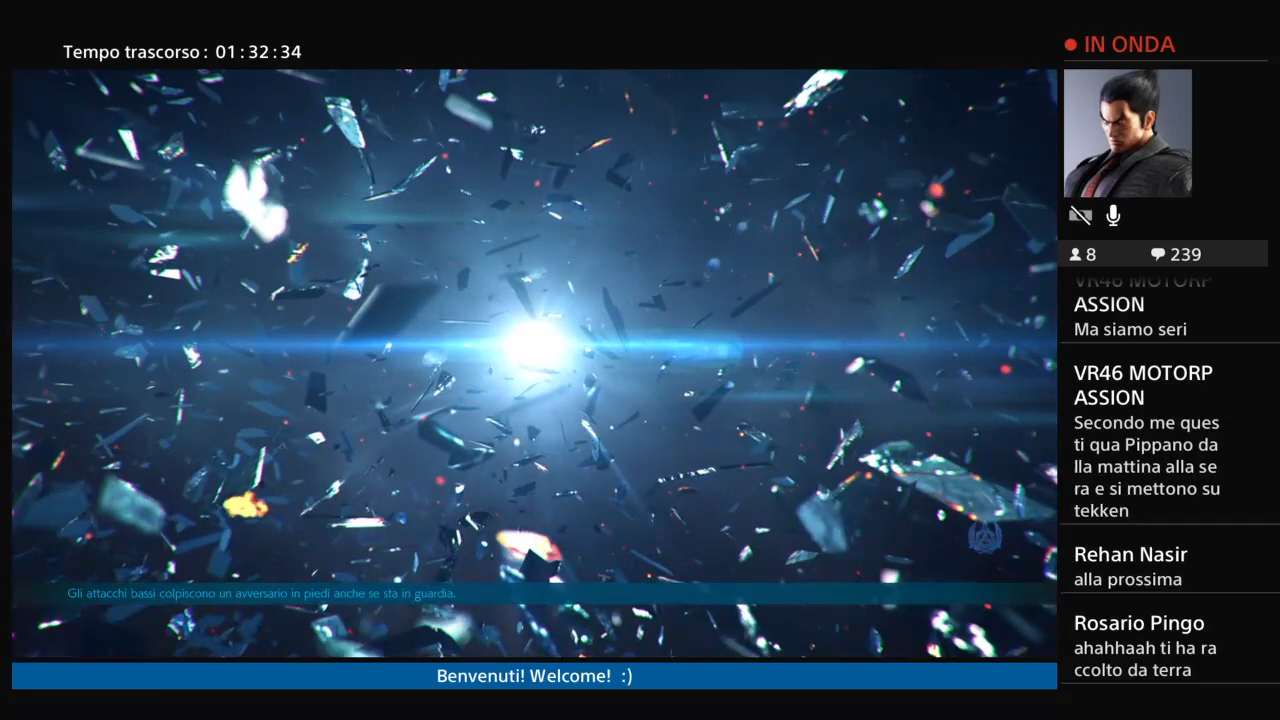 Tempo trascorso: 01:32:34
IN ONDA
8
239
VR46 MOTORP
ASSION
Ma siamo seri
VR46 MOTORP
ASSION
Secondo me ques
ti qua Pippano da
lla mattina alla se
ra e si mettono su
tekken
Rehan Nasir
alla prossima
Rosario Pingo
ahahhaah ti ha ra
ccolto da terra
Gli attacchi bassi colpiscono un avversario in piedi anche se sta in guardia.
Benvenuti! Welcome! :)